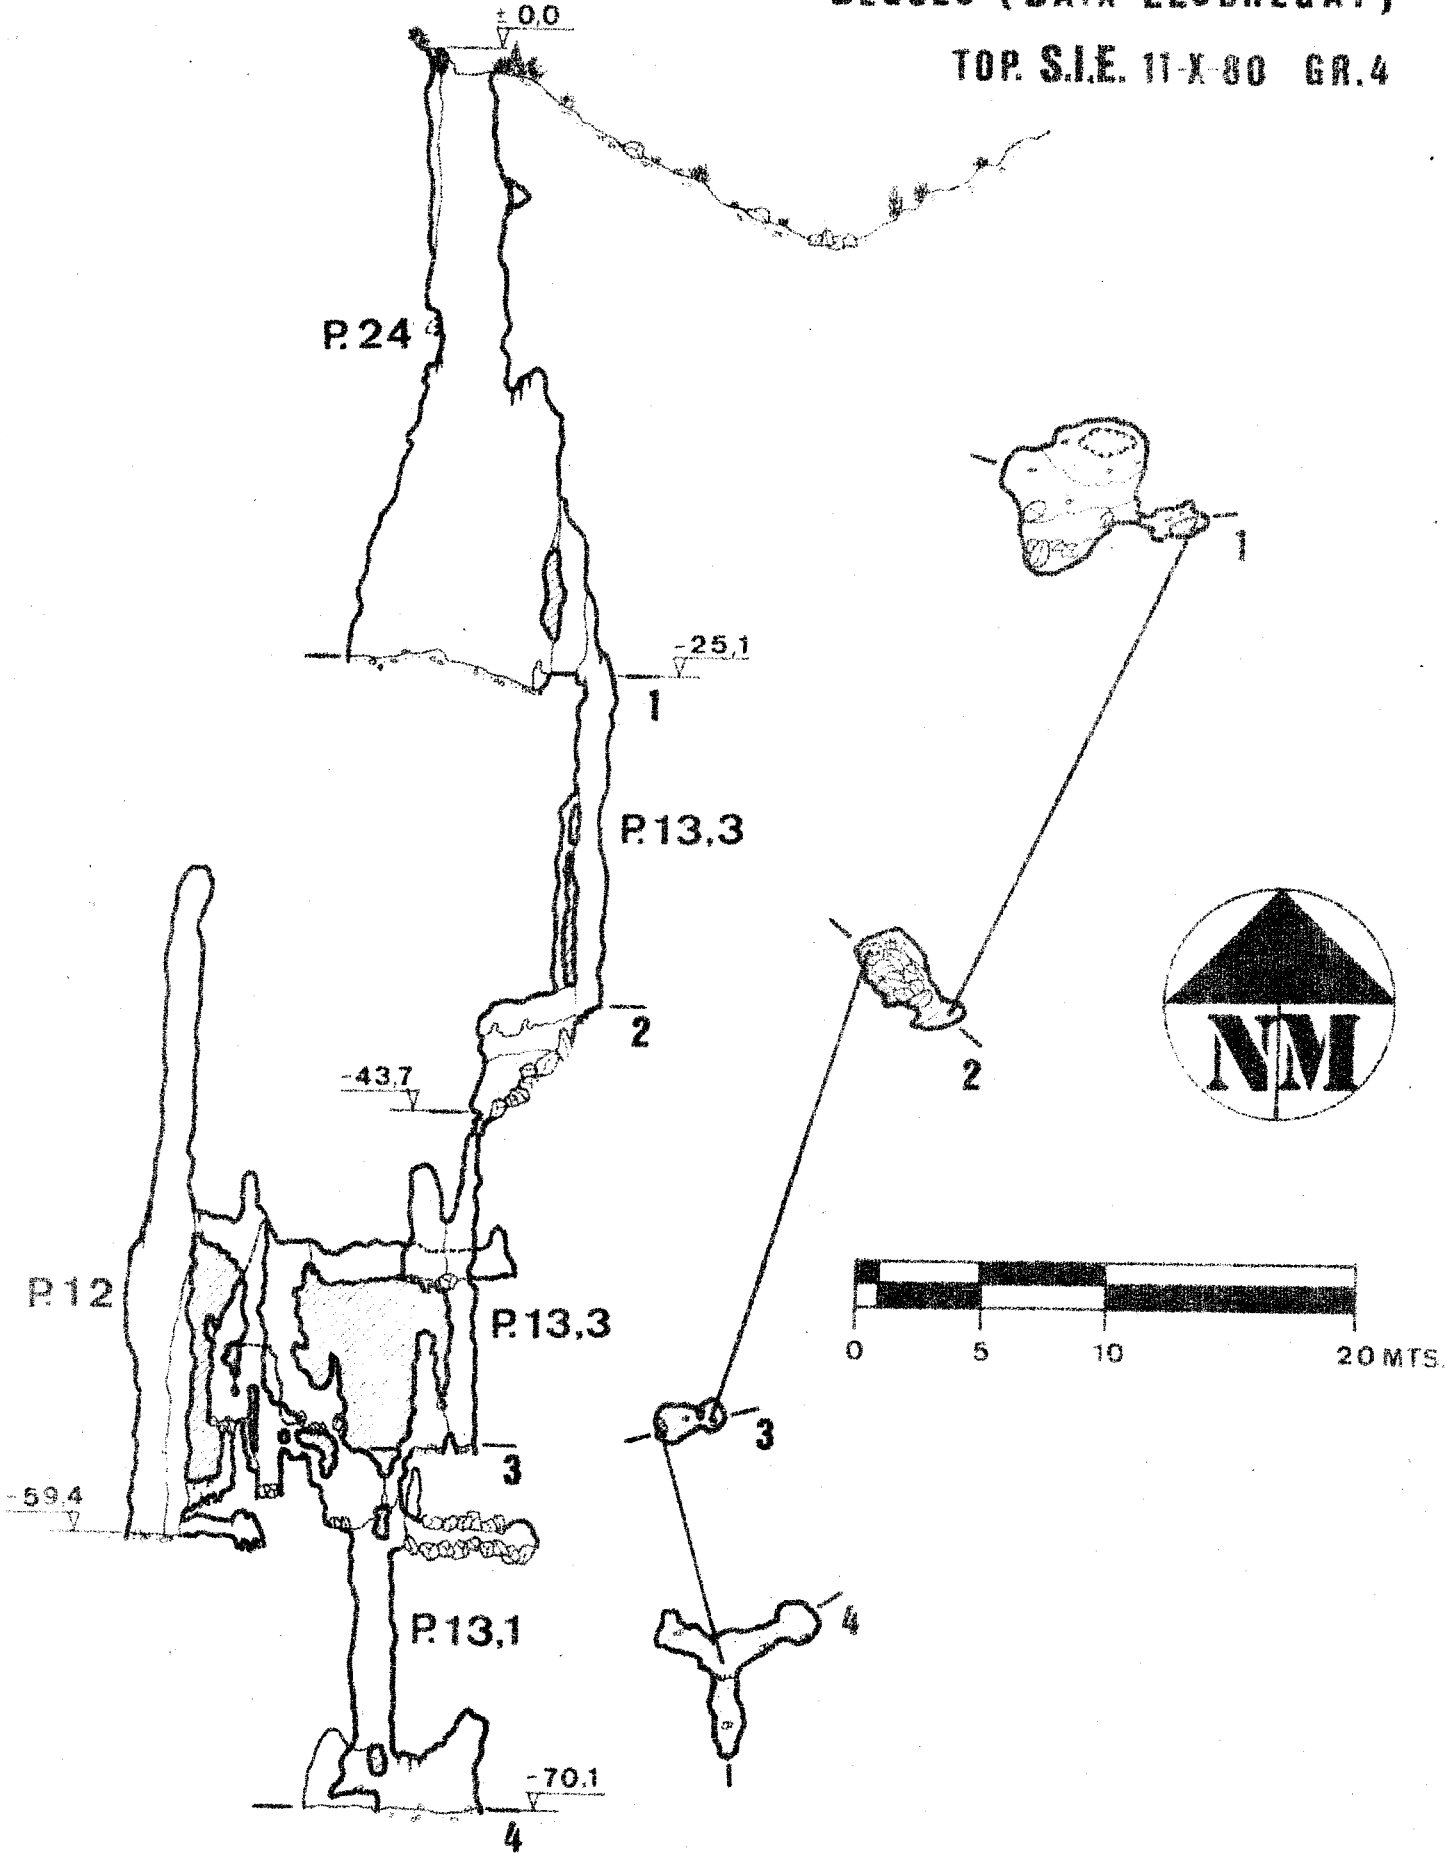 ± 0,0
TOP. S.I.E. 11-X-80 GR.4
P.24
1
-25,1
1
P.13,3
2
2
-43,7
NM
P.12
P.13,3
0 5 10 20 MTS.
3
3
-59,4
P.13,1
4
-70,1
4